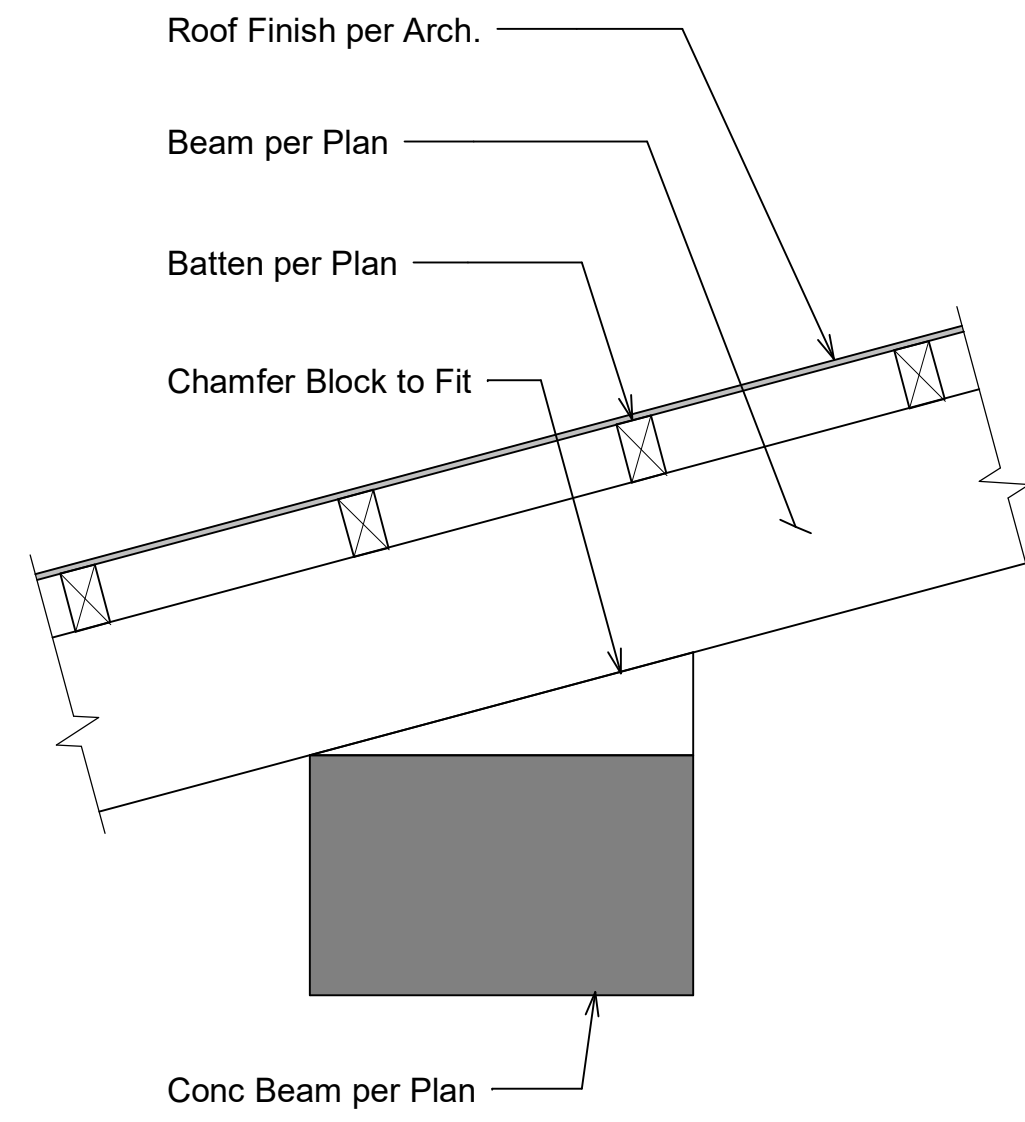 Roof Finish per Arch.
Beam per Plan
Batten per Plan
Chamfer Block to Fit
Conc Beam per Plan